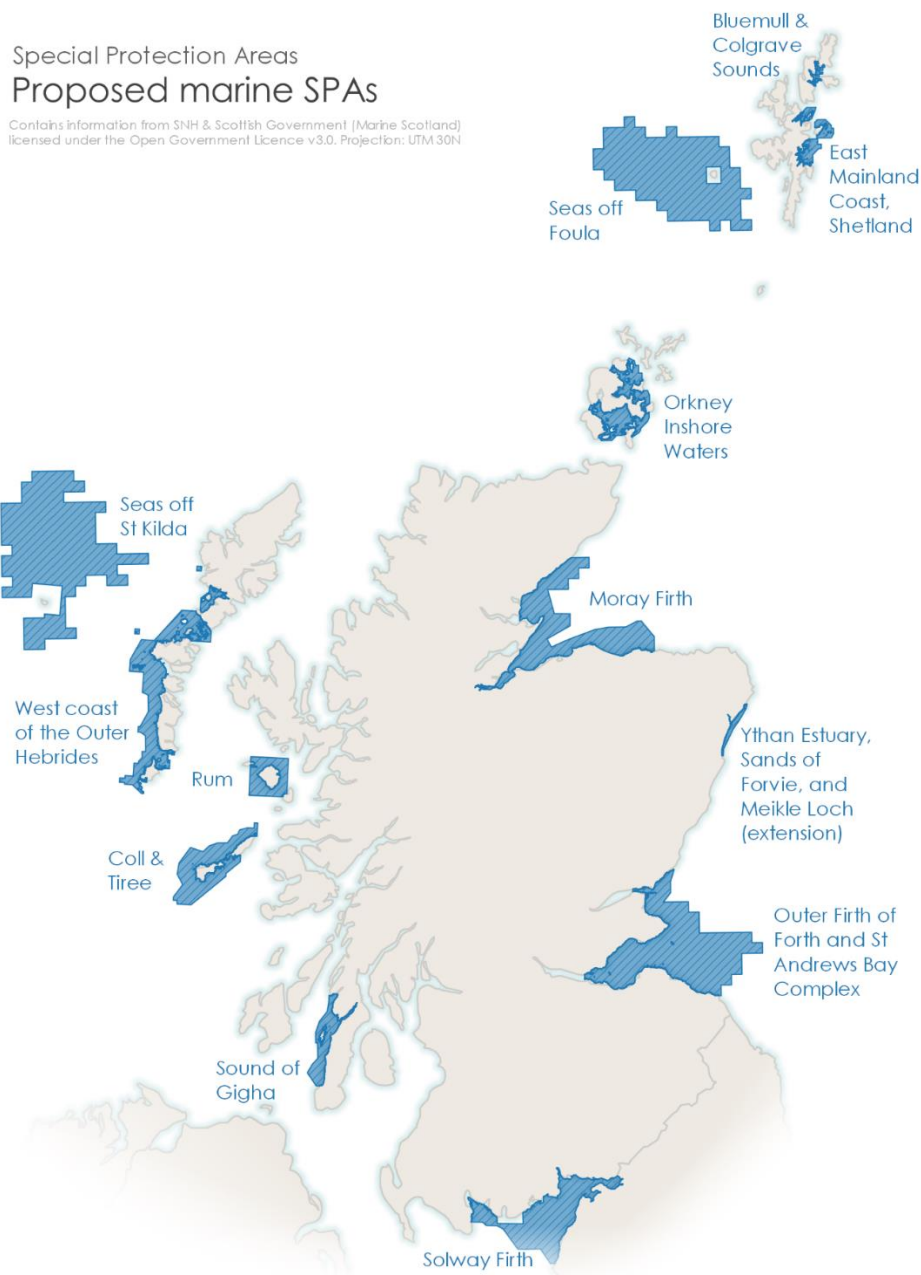 Special Protection Areas
Proposed marine SPAs
Contains information from SNH & Scottish Government (Marine Scotland)
licensed under the Open Government Licence v3.0. Projection: UTM 30N
Bluemull &
Colgrave
Sounds
East
Mainland
Coast,
Shetland
Seas off
Foula
Orkney
Inshore
Waters
Seas off
St Kilda
Moray Firth
West coast
of the Outer
Hebrides
Rum
Ythan Estuary,
Sands of
Forvie, and
Meikle Loch
(extension)
Coll &
Tiree
Outer Firth of
Forth and St
Andrews Bay
Complex
Sound of
Gigha
Solway Firth